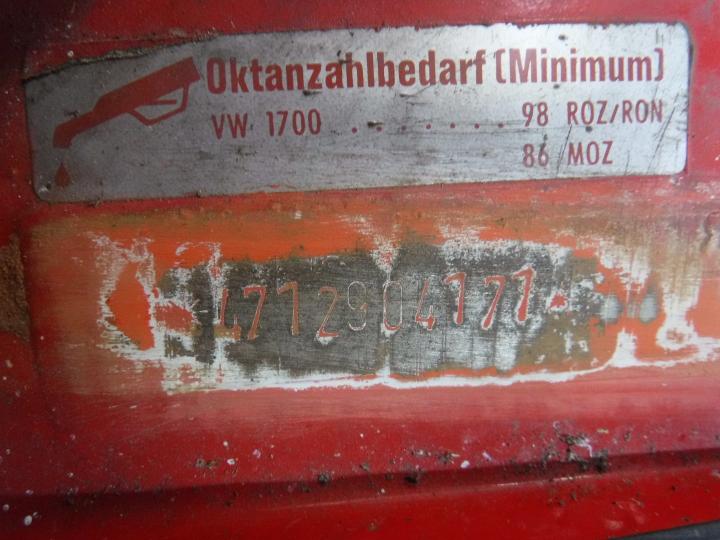 Oktanzahlbedarf (Minimum)
VW 1700 . . . . . . . 98 ROZ/RON
86 MOZ
4712904171